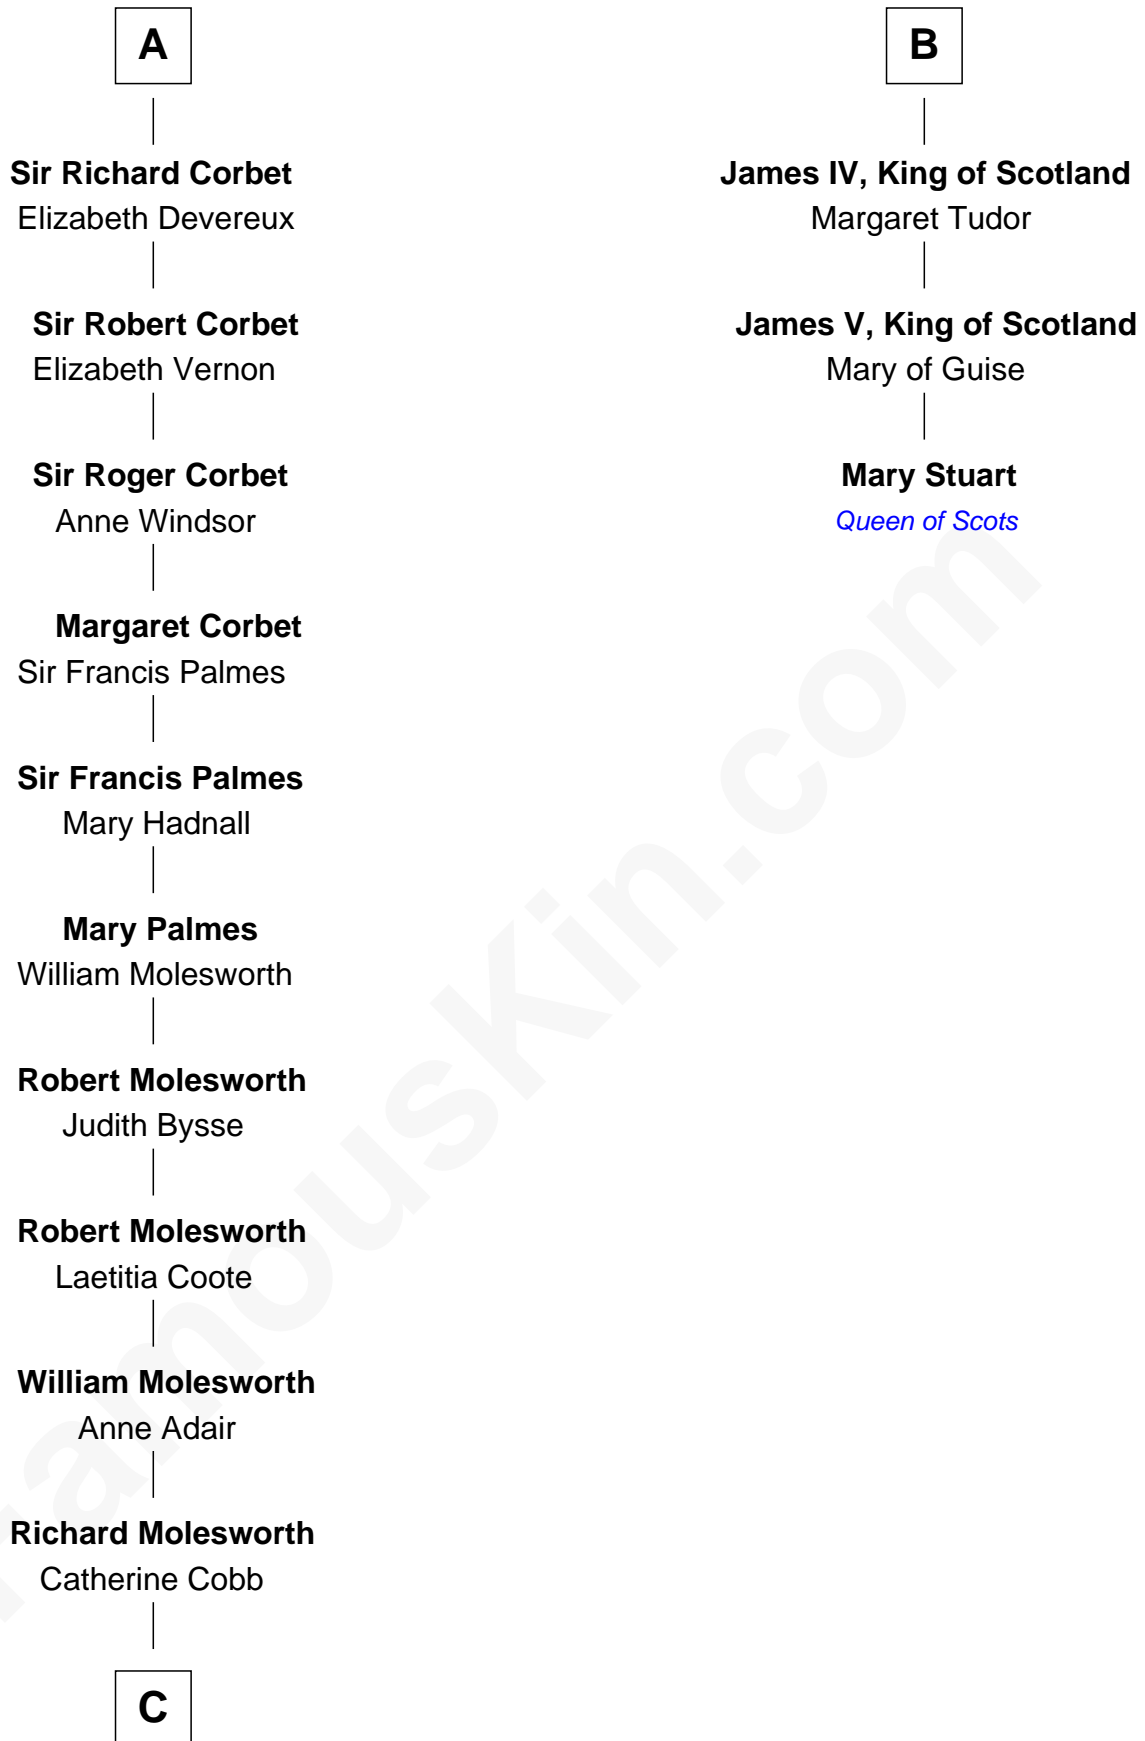 A
Sir Richard Corbet
Elizabeth Devereux
Sir Robert Corbet
Elizabeth Vernon
Sir Roger Corbet
Anne Windsor
Margaret Corbet
Sir Francis Palmes
Sir Francis Palmes
Mary Hadnall
Mary Palmes
William Molesworth
Robert Molesworth
Judith Bysse
Robert Molesworth
Laetitia Coote
William Molesworth
Anne Adair
Richard Molesworth
Catherine Cobb
C
B
James IV, King of Scotland
Margaret Tudor
James V, King of Scotland
Mary of Guise
Mary Stuart
Queen of Scots
FamousKin.com